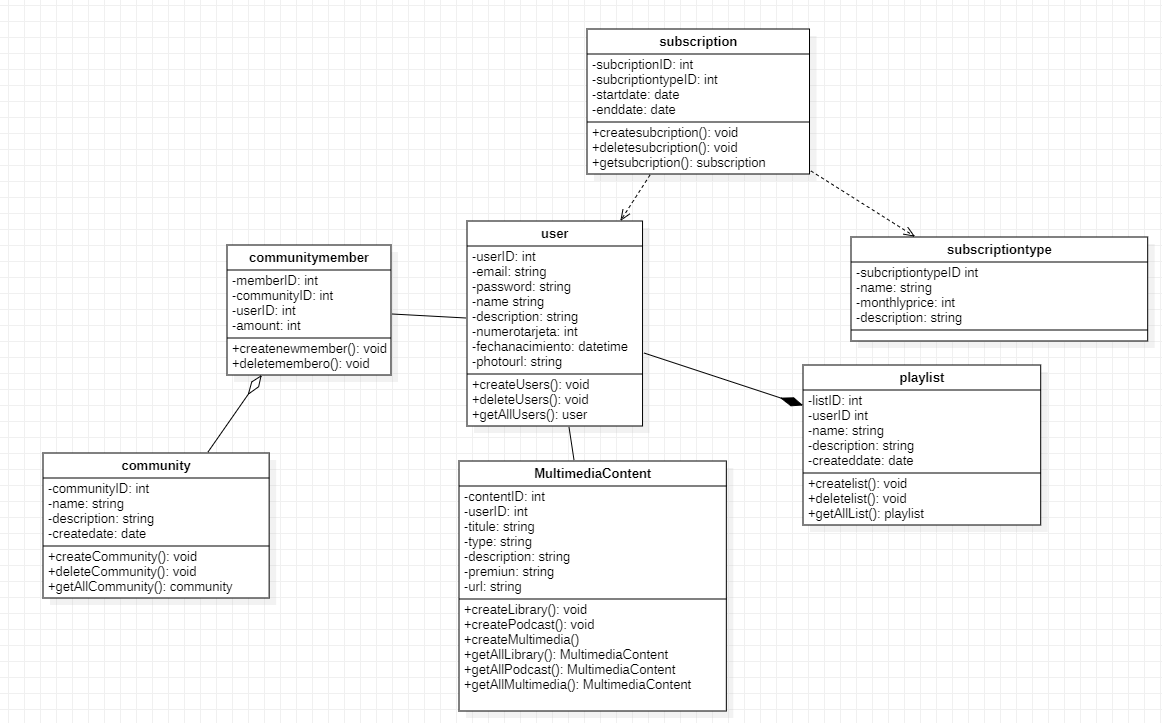 subscription
-subcriptionID: int
-subcriptiontypeID: int
-startdate: date
-enddate: date
+createsubcription(): void
+deletesubcription(): void
+getsubcription(): subscription
user
-userID: int
-email: string
-password: string
-name string
-description: string
-numerotarjeta: int
-fechanacimiento: datetime
-photourl: string
+createUsers(): void
+deleteUsers(): void
+getAllUsers(): user
subscriptiontype
-subcriptiontypeID int
-name: string
-monthlyprice: int
-description: string
communitymember
-memberID: int
-communityID: int
-userID: int
-amount: int
+createnewmember(): void
+deletemembero(): void
playlist
-listID: int
-userID int
-name: string
-description: string
-createddate: date
+createlist(): void
+deletelist(): void
+getAllList(): playlist
community
-communityID: int
-name: string
-description: string
-createdate: date
+createCommunity(): void
+deleteCommunity(): void
+getAllCommunity(): community
MultimediaContent
-contentID: int
-userID: int
-titule: string
-type: string
-description: string
-premiun: string
-url: string
+createLibrary(): void
+createPodcast(): void
+createMultimedia()
+getAllLibrary(): MultimediaContent
+getAllPodcast(): MultimediaContent
+getAllMultimedia(): MultimediaContent